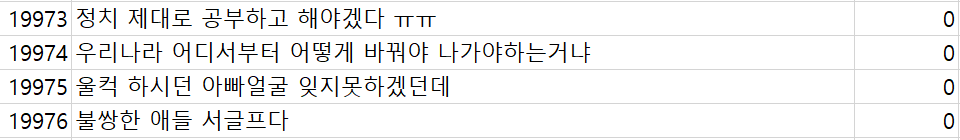 19973 정치 제대로 공부하고 해야겠다 ㅠㅠ 0
19974 우리나라 어디서부터 어떻게 바꿔야 나가야하는거냐 0
19975 울컥 하시던 아빠얼굴 잊지못하겠던데 0
19976 불쌍한 애들 서글프다 0